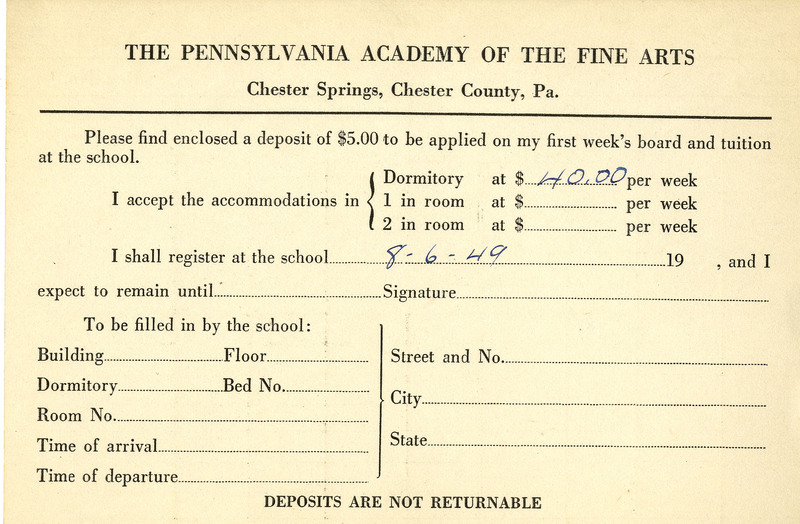 THE PENNSYLVANIA ACADEMY OF THE FINE ARTS
Chester Springs, Chester County, Pa.
Please find enclosed a deposit of $5.00 to be applied on my first week's board and tuition
at the school.
I accept the accommodations in { Dormitory at $ 40.00 per week
1 in room at $ per week
2 in room at $ per week
I shall register at the school 8-6-49 19 , and I
expect to remain until Signature
To be filled in by the school:
Building Floor
Dormitory Bed No.
Room No.
Time of arrival
Time of departure
Street and No.
City
State
DEPOSITS ARE NOT RETURNABLE